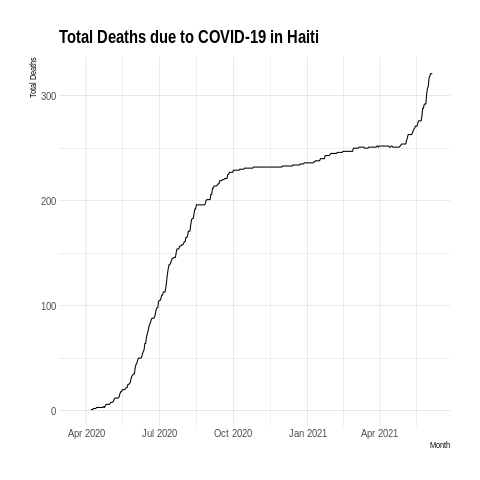 Total Deaths due to COVID-19 in Haiti
Total Deaths
300
200
100
0
Apr 2020 Jul 2020 Oct 2020 Jan 2021 Apr 2021
Month